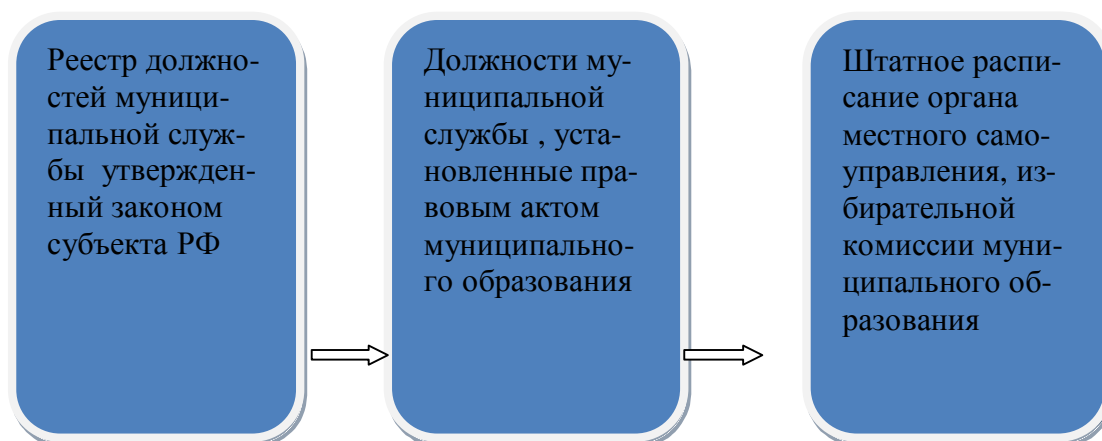 Реестр должно-
стей муници-
пальной служ-
бы утвержден-
ный законом
субъекта РФ
Должности му-
ниципальной
службы , уста-
новленные пра-
вовым актом
муниципально-
го образования
Штатное распи-
сание органа
местного само-
управления, из-
бирательной
комиссии муни-
ципального об-
разования